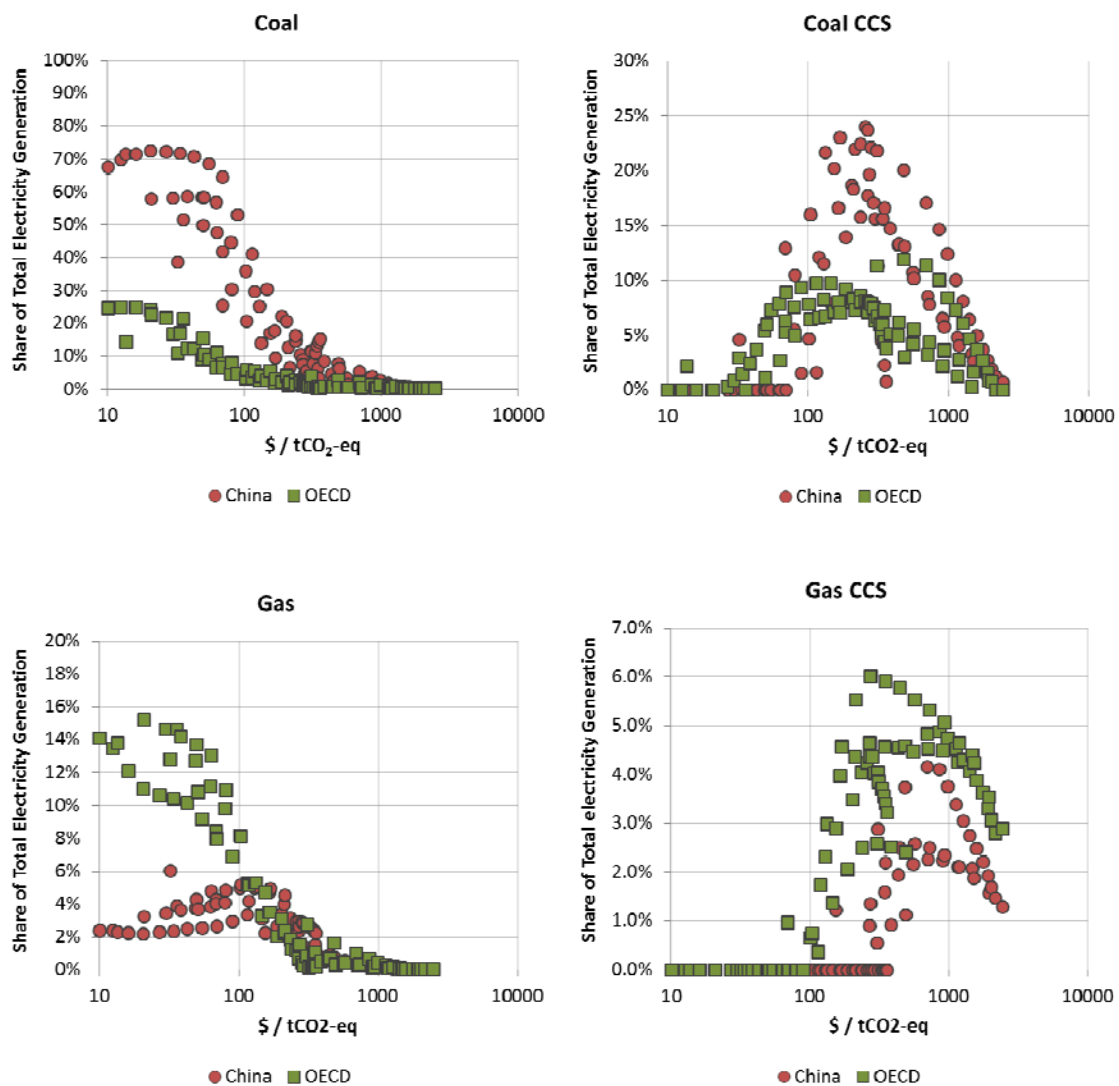 Coal
Share of Total Electricity Generation
100%
90%
80%
70%
60%
50%
40%
30%
20%
10%
0%
10 100 1000 10000
$ / tCO₂-eq
China OECD
Coal CCS
Share of Total Electricity Generation
30%
25%
20%
15%
10%
5%
0%
10 100 1000 10000
$ / tCO2-eq
China OECD
Gas
Share of Total Electricity Generation
20%
18%
16%
14%
12%
10%
8%
6%
4%
2%
0%
10 100 1000 10000
$ / tCO2-eq
China OECD
Gas CCS
Share of Total electricity Generation
7.0%
6.0%
5.0%
4.0%
3.0%
2.0%
1.0%
0.0%
10 100 1000 10000
$ / tCO2-eq
China OECD